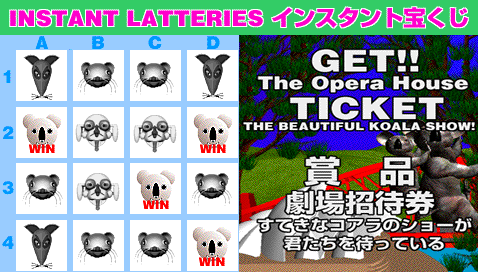 INSTANT LATTERIES インスタント宝くじ
A B C D
1
2 WIN WIN
3 WIN
4 WIN
GET!!
The Opera House
TICKET
THE BEAUTIFUL KOALA SHOW!
賞 品
劇場招待券
すてきなコアラのショーが
君たちを待っている